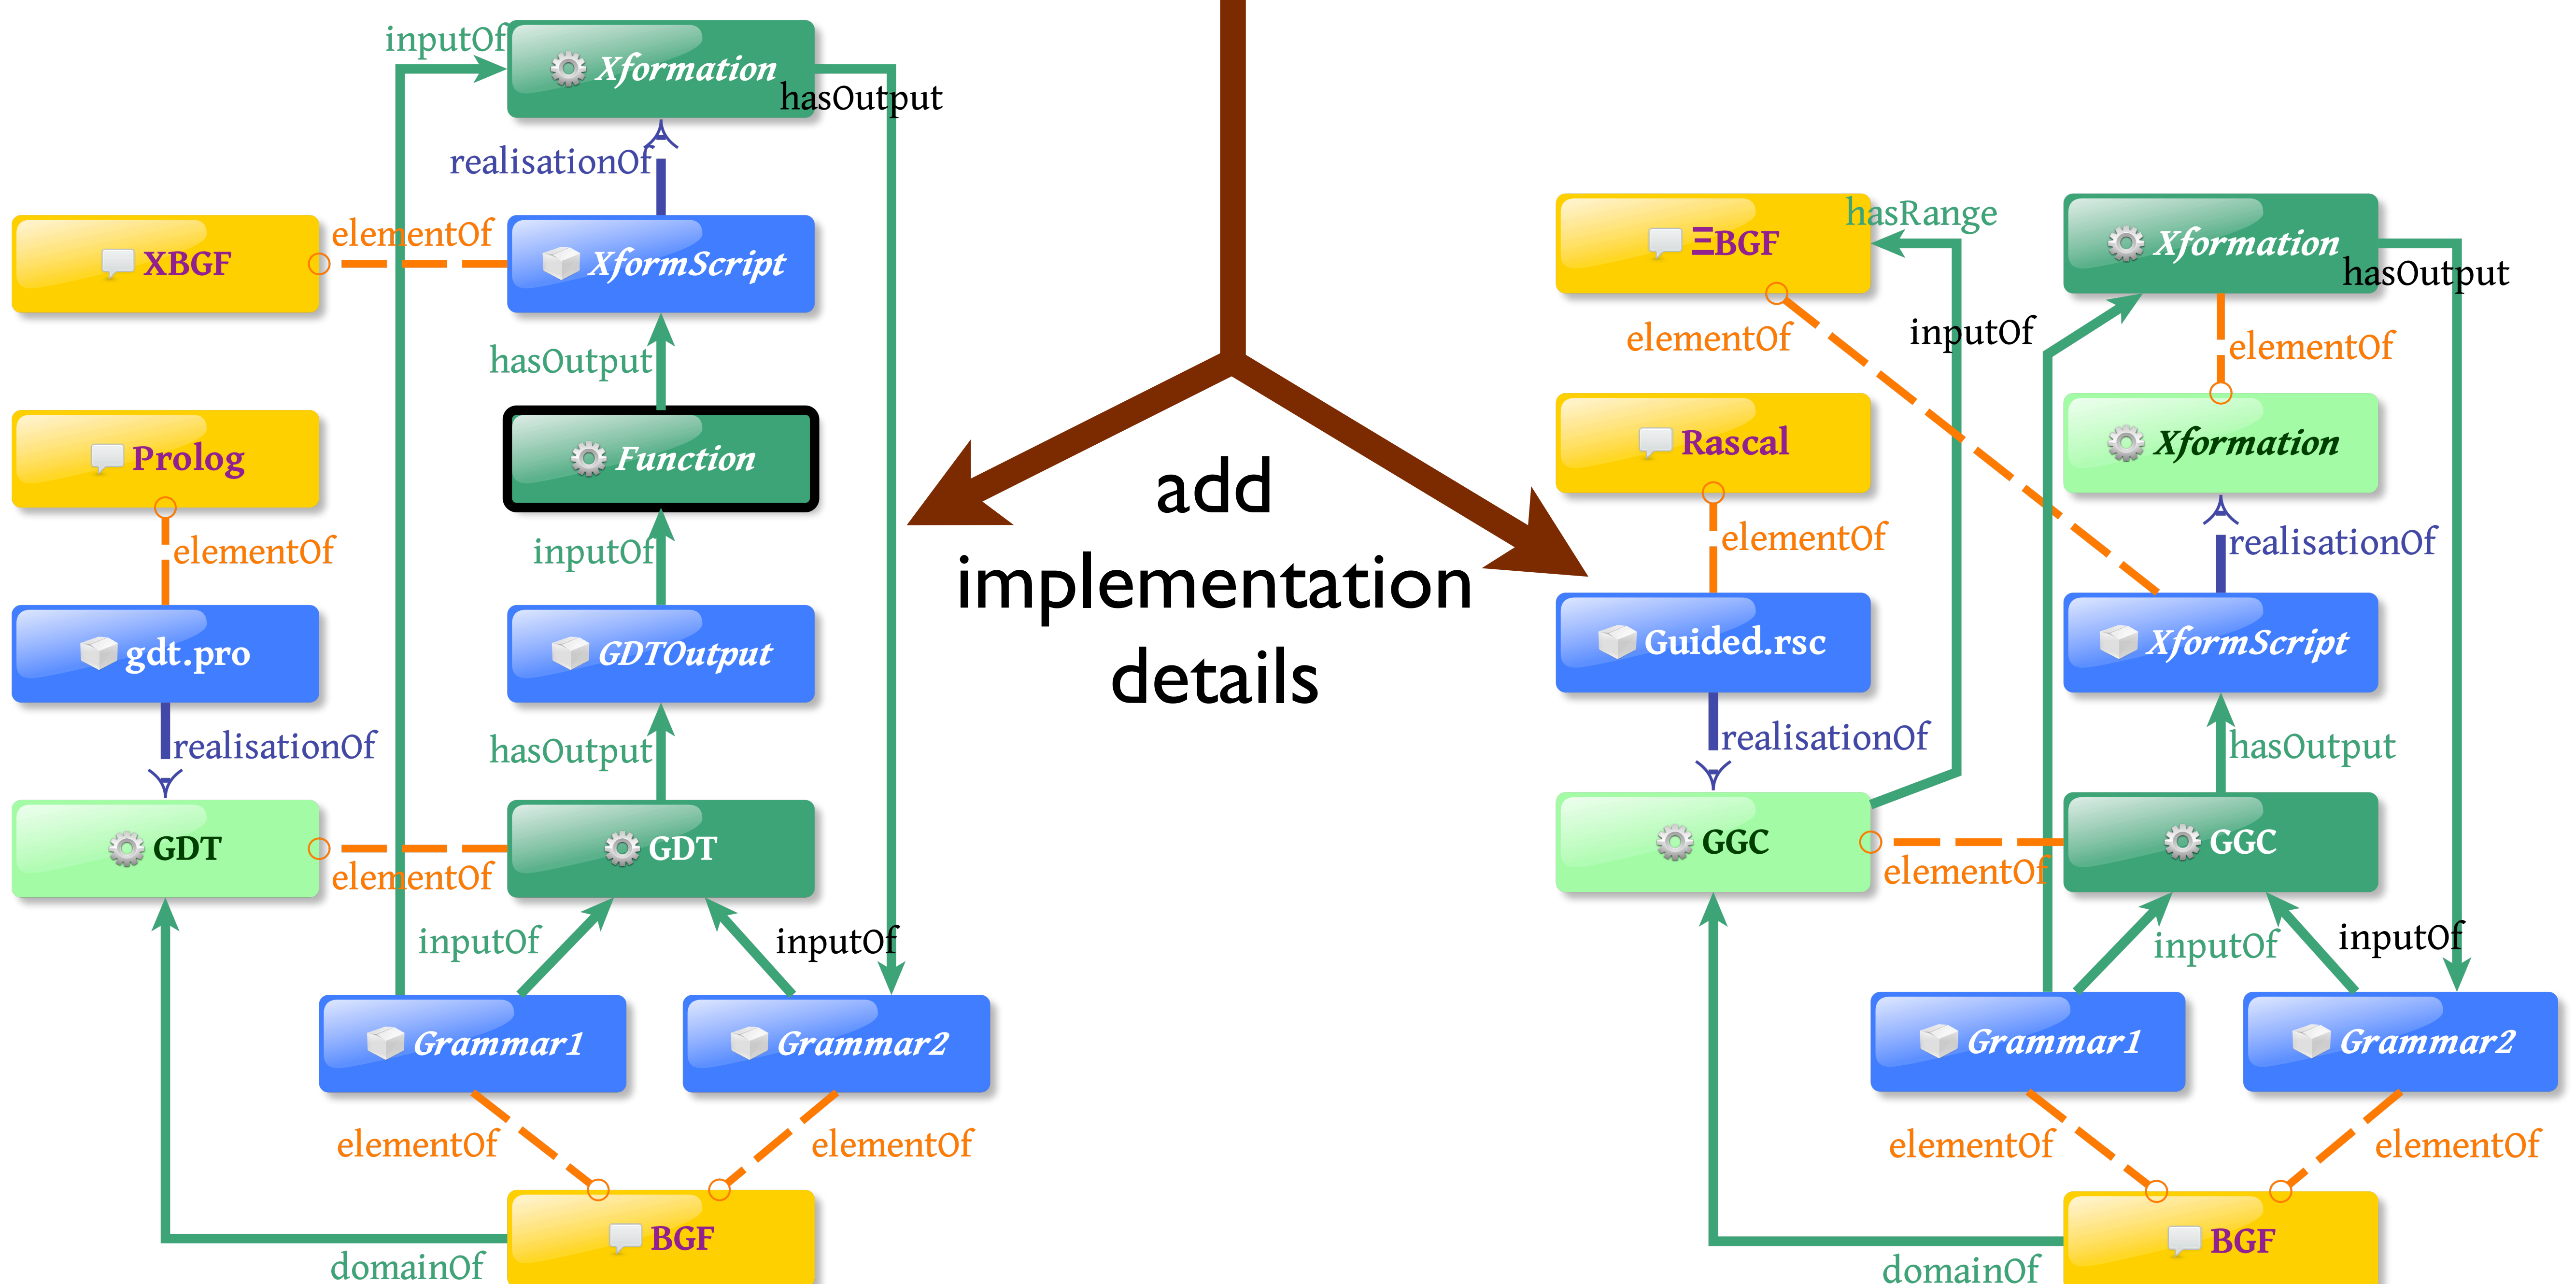 inputOf
Xformation
hasOutput
realisationOf
XBGF
elementOf
XformScript
hasOutput
Prolog
Function
elementOf
inputOf
gdt.pro
GDTOutput
realisationOf
hasOutput
GDT
elementOf
GDT
inputOf
inputOf
Grammar1
Grammar2
elementOf
elementOf
BGF
domainOf
add
implementation
details
ΞBGF
hasRange
Xformation
hasOutput
elementOf
inputOf
elementOf
Rascal
Xformation
elementOf
realisationOf
Guided.rsc
XformScript
realisationOf
hasOutput
GGC
elementOf
GGC
inputOf
inputOf
Grammar1
Grammar2
elementOf
elementOf
BGF
domainOf